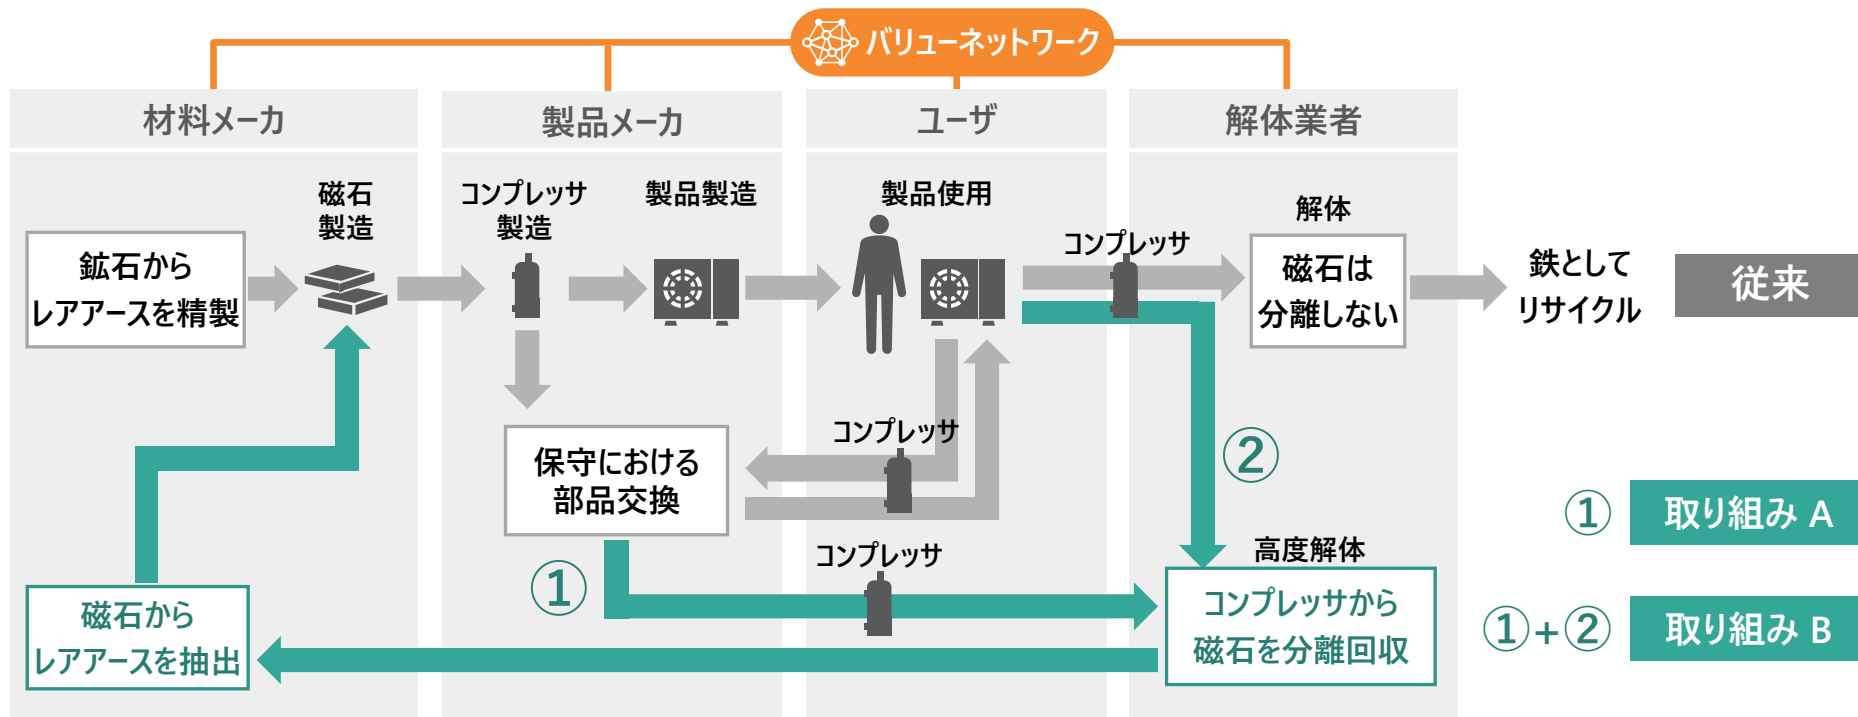 バリューネットワーク
材料メーカ
製品メーカ
ユーザ
解体業者
磁石
製造
鉱石から
レアアースを精製
コンプレッサ
製造
製品製造
製品使用
コンプレッサ
解体
磁石は
分離しない
鉄として
リサイクル
従来
保守における
部品交換
コンプレッサ
②
①
コンプレッサ
高度解体
コンプレッサから
磁石を分離回収
磁石から
レアアースを抽出
① 取り組み A
①+② 取り組み B